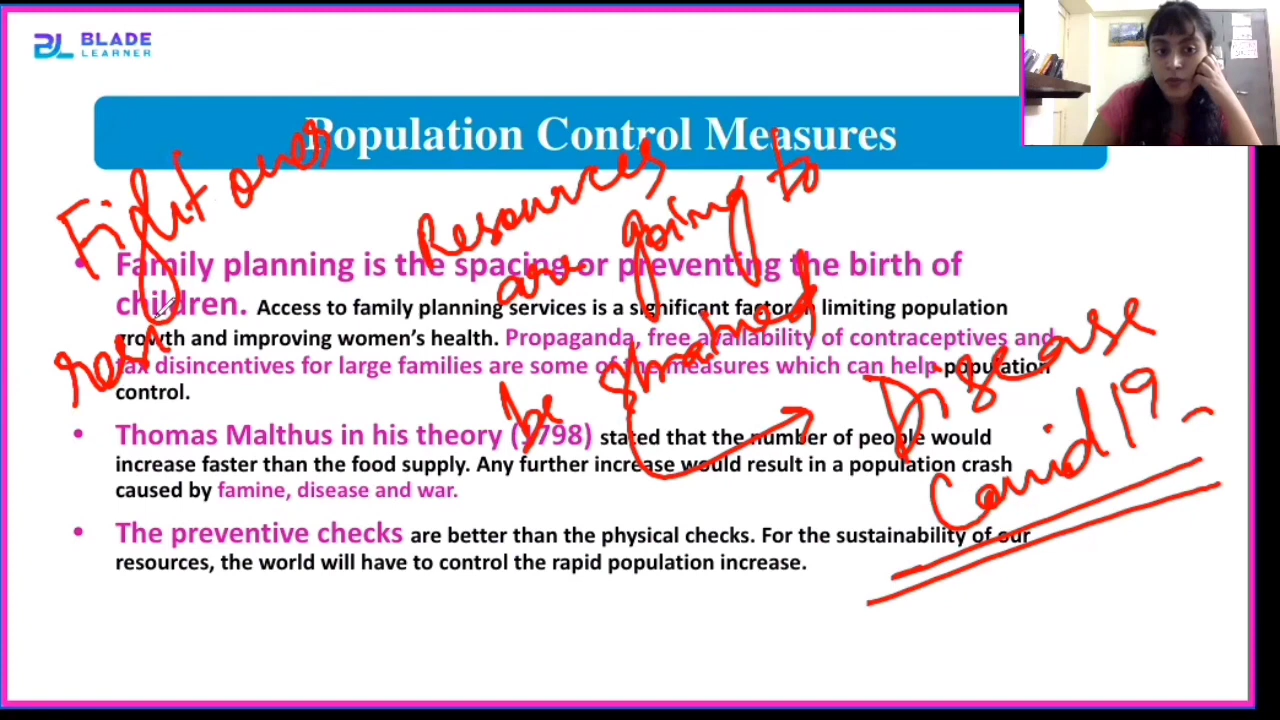 BLADE
LEARNER
Population Control Measures
Fight over
Resources
are going to
be strained
Disease
Covid 19
• Family planning is the spacing or preventing the birth of
children. Access to family planning services is a significant factor in limiting population
growth and improving women’s health. Propaganda, free availability of contraceptives and
tax disincentives for large families are some of the measures which can help population
control.
• Thomas Malthus in his theory (1798) stated that the number of people would
increase faster than the food supply. Any further increase would result in a population crash
caused by famine, disease and war.
• The preventive checks are better than the physical checks. For the sustainability of our
resources, the world will have to control the rapid population increase.